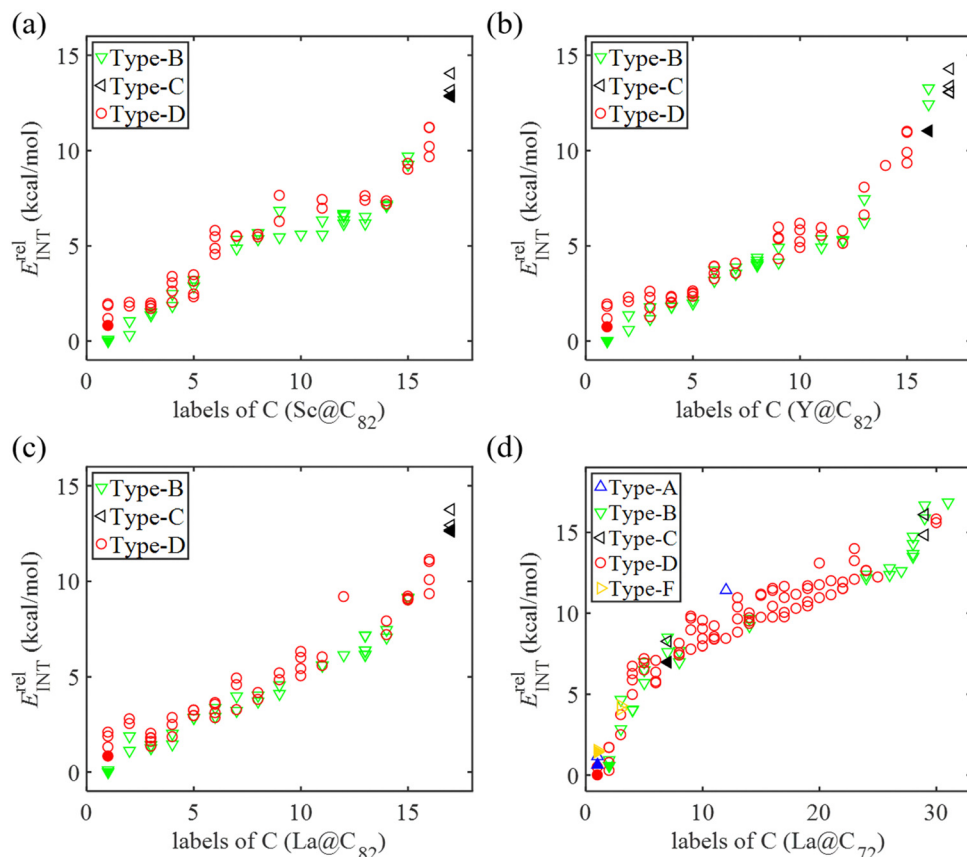 (a)
Type-B
Type-C
Type-D
15
10
5
0
E^rel_INT (kcal/mol)
0 5 10 15
labels of C (Sc@C82)
(b)
Type-B
Type-C
Type-D
15
10
5
0
E^rel_INT (kcal/mol)
0 5 10 15
labels of C (Y@C82)
(c)
Type-B
Type-C
Type-D
15
10
5
0
E^rel_INT (kcal/mol)
0 5 10 15
labels of C (La@C82)
(d)
Type-A
Type-B
Type-C
Type-D
Type-F
15
10
5
0
E^rel_INT (kcal/mol)
0 10 20 30
labels of C (La@C72)